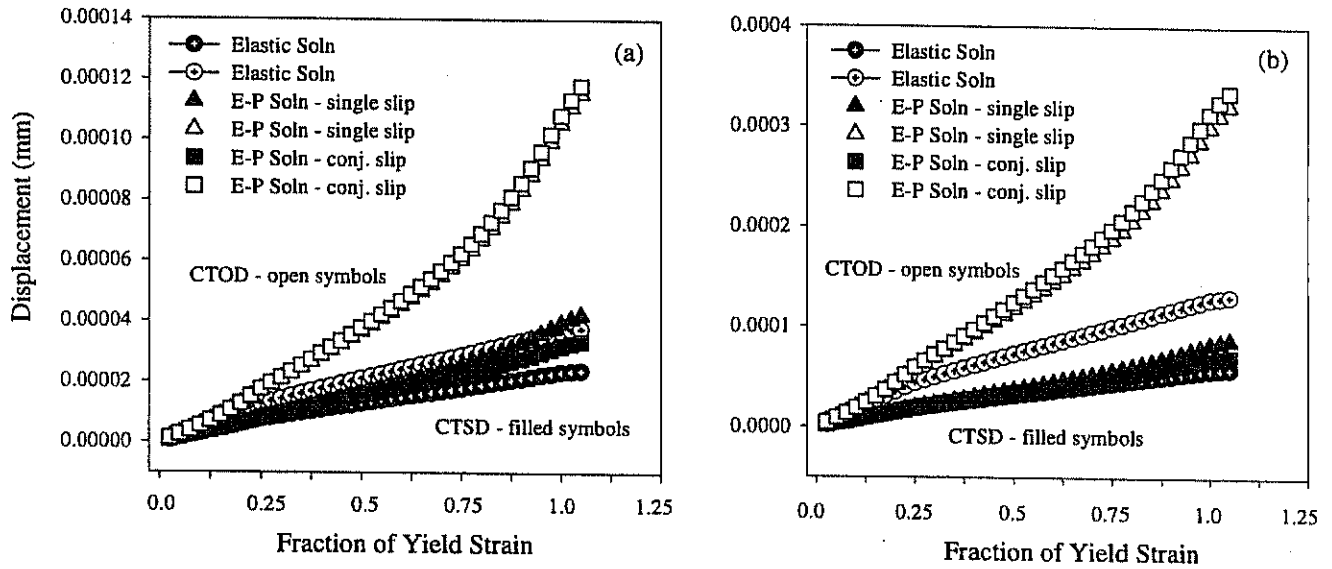 0.00014
0.00012
0.00010
0.00008
0.00006
0.00004
0.00002
0.00000
Displacement (mm)
Elastic Soln
Elastic Soln
E-P Soln - single slip
E-P Soln - single slip
E-P Soln - conj. slip
E-P Soln - conj. slip
(a)
CTOD - open symbols
CTSD - filled symbols
0.0
0.25
0.5
0.75
1.0
1.25
Fraction of Yield Strain
0.0004
0.0003
0.0002
0.0001
0.0000
Elastic Soln
Elastic Soln
E-P Soln - single slip
E-P Soln - single slip
E-P Soln - conj. slip
E-P Soln - conj. slip
(b)
CTOD - open symbols
CTSD - filled symbols
0.0
0.25
0.5
0.75
1.0
1.25
Fraction of Yield Strain